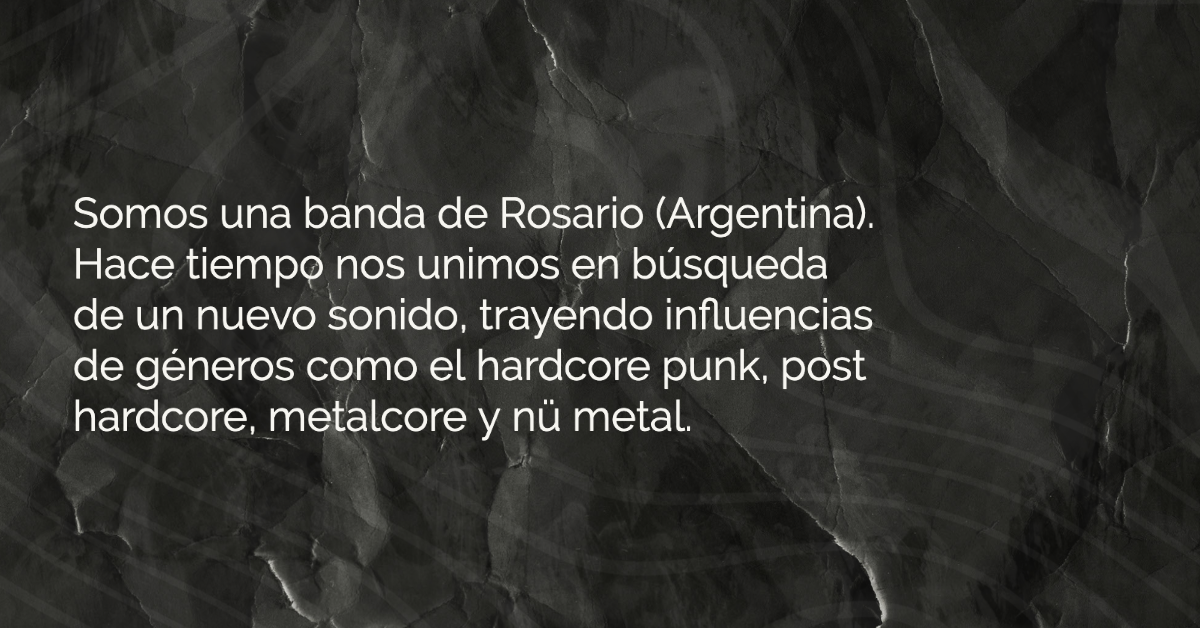 Somos una banda de Rosario (Argentina).
Hace tiempo nos unimos en búsqueda
de un nuevo sonido, trayendo influencias
de géneros como el hardcore punk, post
hardcore, metalcore y nü metal.